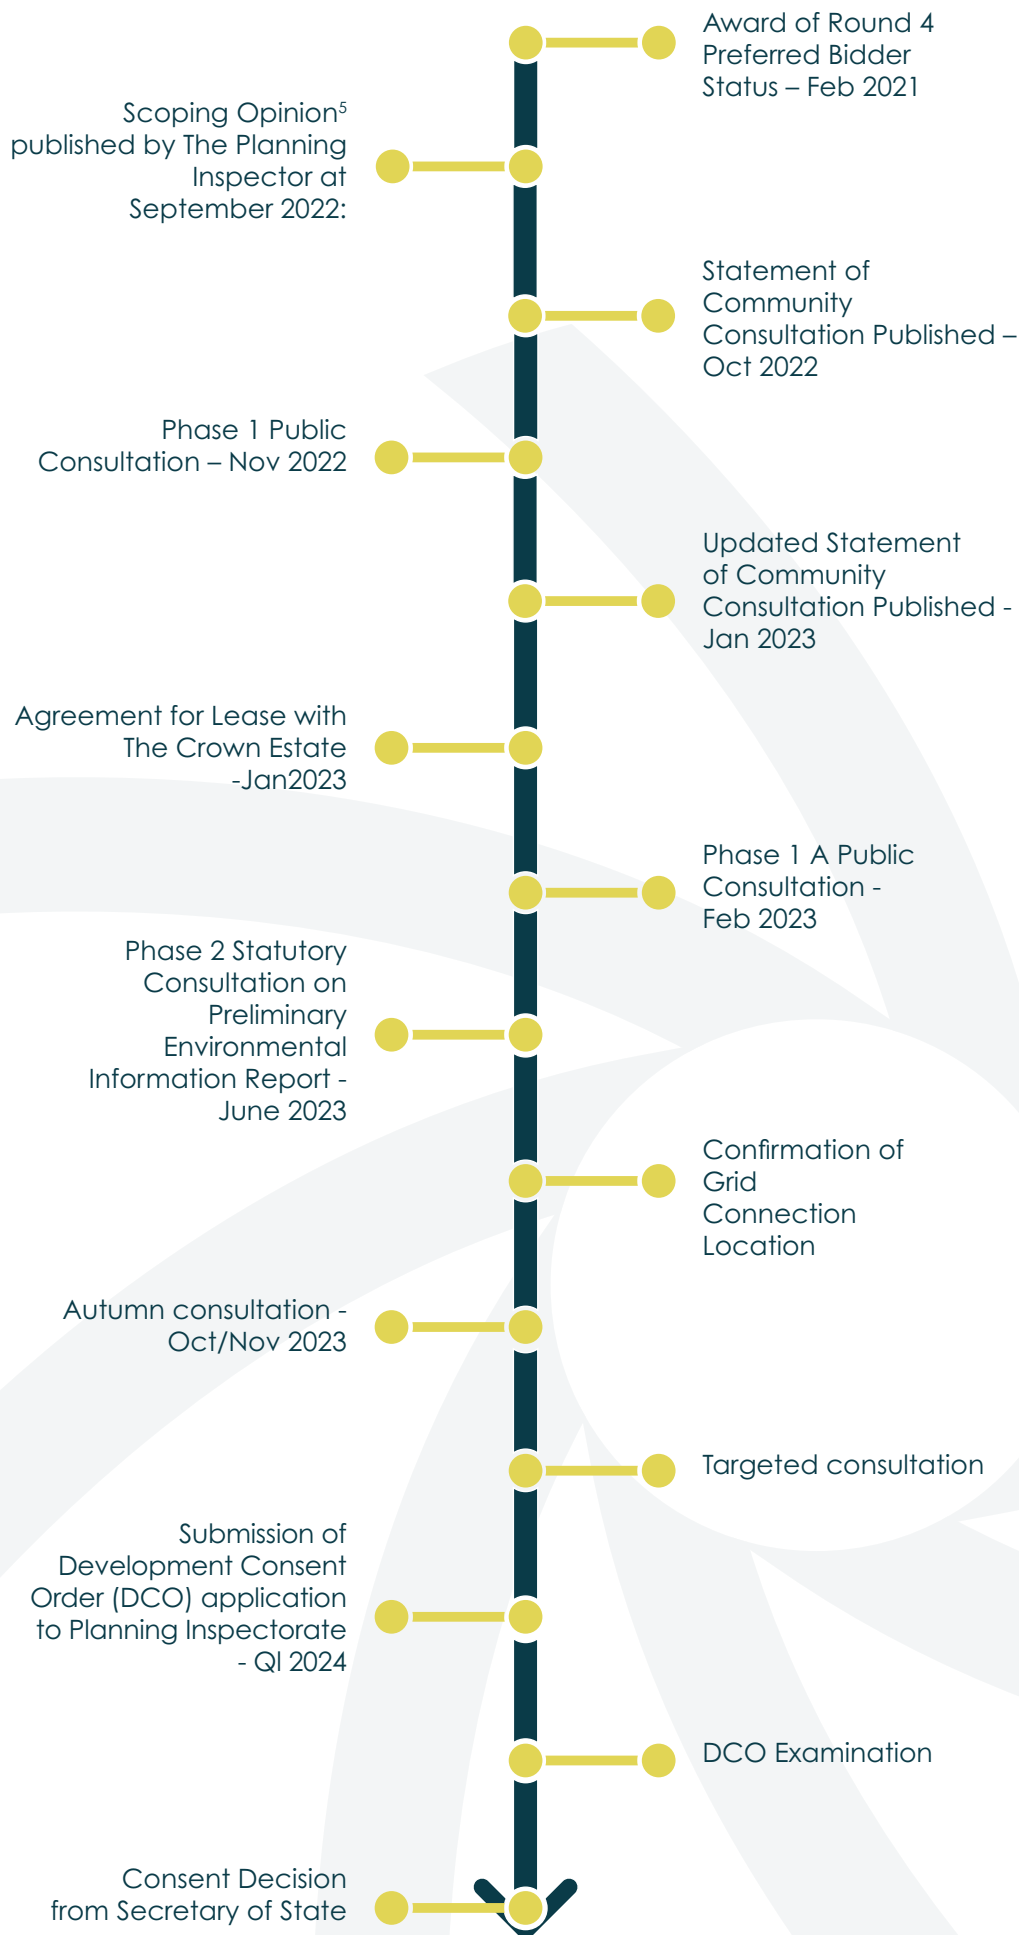 Award of Round 4
Preferred Bidder
Status – Feb 2021
Scoping Opinion⁵
published by The Planning
Inspector at
September 2022:
Statement of
Community
Consultation Published –
Oct 2022
Phase 1 Public
Consultation – Nov 2022
Updated Statement
of Community
Consultation Published -
Jan 2023
Agreement for Lease with
The Crown Estate
-Jan2023
Phase 1 A Public
Consultation -
Feb 2023
Phase 2 Statutory
Consultation on
Preliminary
Environmental
Information Report -
June 2023
Confirmation of
Grid
Connection
Location
Autumn consultation -
Oct/Nov 2023
Targeted consultation
Submission of
Development Consent
Order (DCO) application
to Planning Inspectorate
- QI 2024
DCO Examination
Consent Decision
from Secretary of State